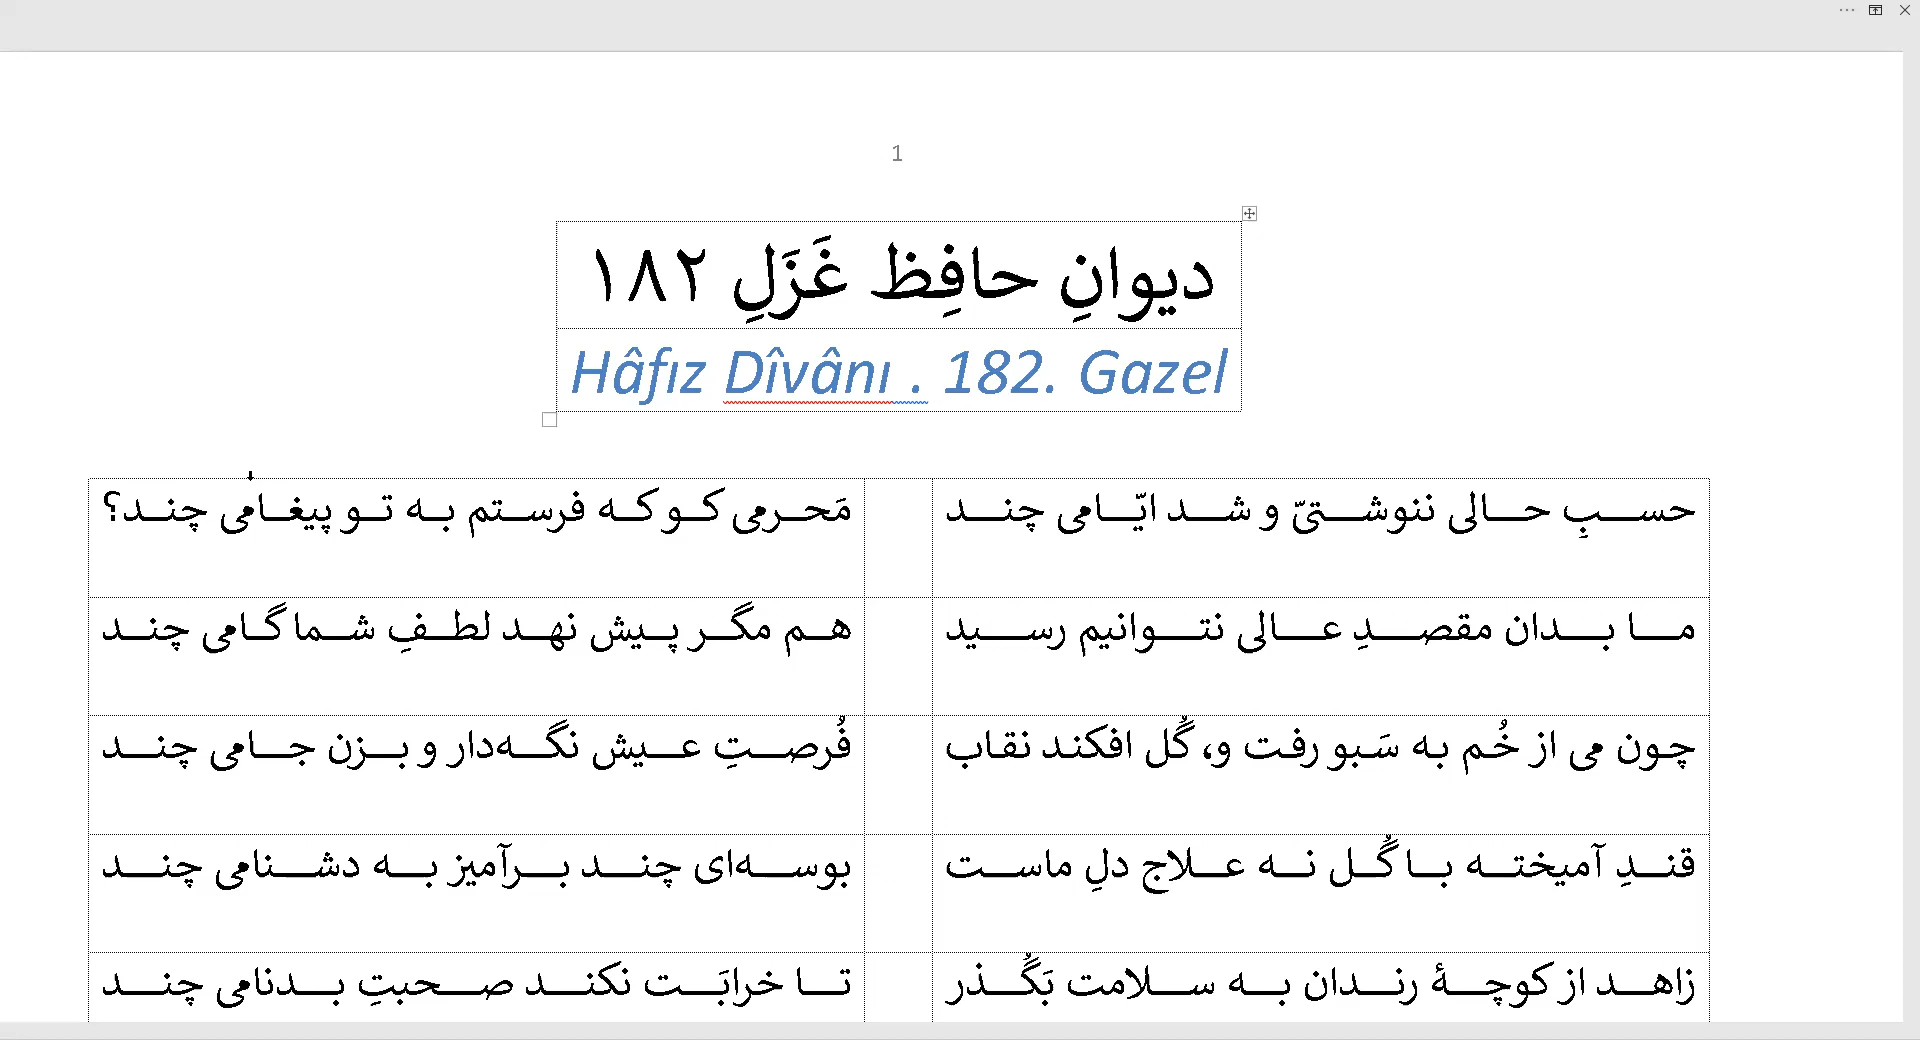 1
دیوانِ حافِظ غَزَلِ ۱۸۲
Hâfız Dîvânı . 182. Gazel
حسبِ حالی ننوشتیّ و شد ایّامی چند
مَحرمی کو که فرستم به تو پیغامی چند؟
ما بدان مقصدِ عالی نتوانیم رسید
هم مگر پیش نهد لطفِ شما گامی چند
چون می از خُم به سَبو رفت و، گُل افکند نقاب
فُرصتِ عیش نگه‌دار و بزن جامی چند
قندِ آمیخته با گُل نه علاج دلِ ماست
بوسه‌ای چند برآمیز به دشنامی چند
زاهد از کوچهٔ رندان به سلامت بَگُذر
تا خرابَت نکند صحبتِ بدنامی چند